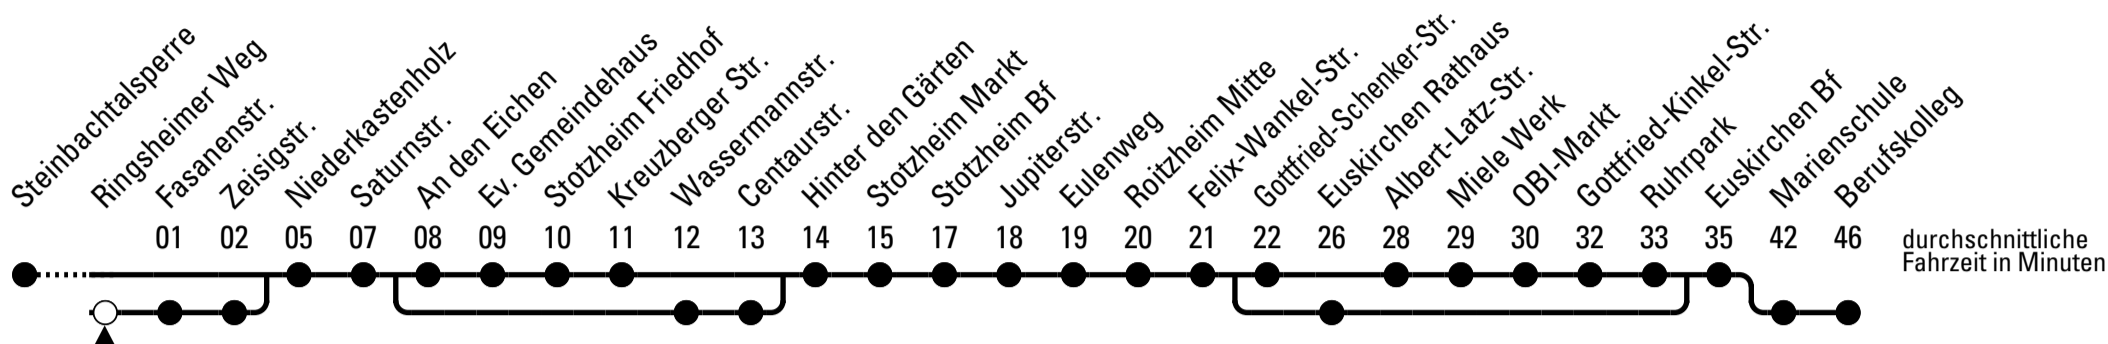 Steinbachtalsperre
Ringsheimer Weg
Fasanenstr.
Zeisigstr.
Niederkastenholz
Saturnstr.
An den Eichen
Ev. Gemeindehaus
Stotzheim Friedhof
Kreuzberger Str.
Wassermannstr.
Centaurstr.
Hinter den Gärten
Stotzheim Markt
Stotzheim Bf
Jupiterstr.
Eulenweg
Roitzheim Mitte
Felix-Wankel-Str.
Gottfried-Schenker-Str.
Euskirchen Rathaus
Albert-Latz-Str.
Miele Werk
OBI-Markt
Gottfried-Kinkel-Str.
Ruhrpark
Euskirchen Bf
Marienschule
Berufskolleg
01 02 05 07 08 09 10 11 12 13 14 15 17 18 19 20 21 22 26 28 29 30 32 33 35 42 46
durchschnittliche
Fahrzeit in Minuten